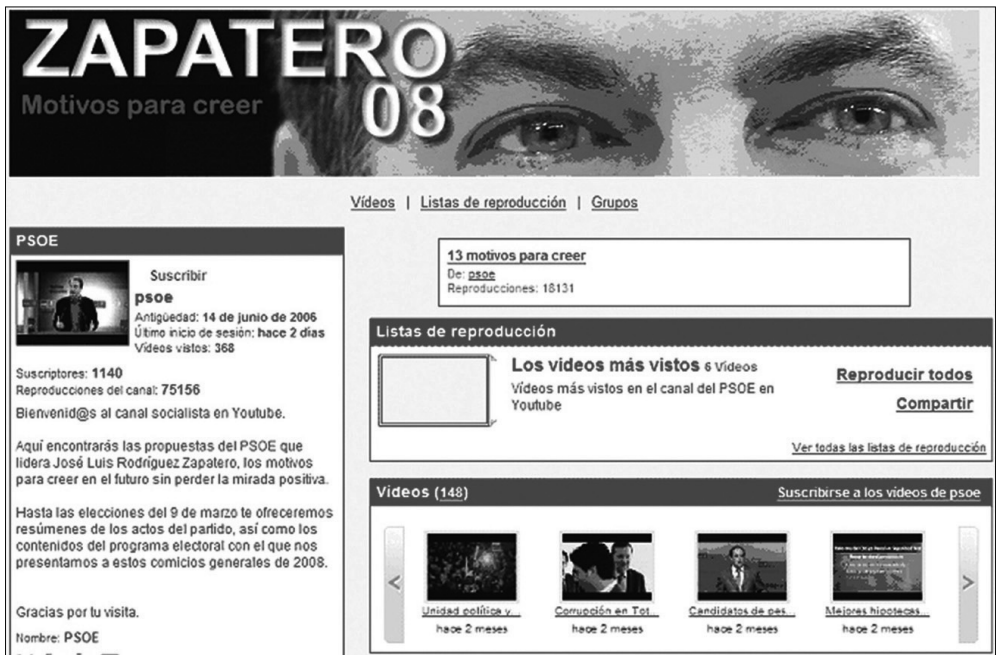 ZAPATERO
08
Motivos para creer
Vídeos | Listas de reproducción | Grupos
PSOE
Suscribir
psoe
Antigüedad: 14 de junio de 2006
Último inicio de sesión: hace 2 días
Vídeos vistos: 368
Suscriptores: 1140
Reproducciones del canal: 75156
Bienvenid@s al canal socialista en Youtube.
Aquí encontrarás las propuestas del PSOE que
lidera José Luis Rodríguez Zapatero, los motivos
para creer en el futuro sin perder la mirada positiva.
Hasta las elecciones del 9 de marzo te ofreceremos
resúmenes de los actos del partido, así como los
contenidos del programa electoral con el que nos
presentamos a estos comicios generales de 2008.
Gracias por tu visita.
Nombre: PSOE
13 motivos para creer
De: psoe
Reproducciones: 18131
Listas de reproducción
Los videos más vistos 6 Vídeos
Vídeos más vistos en el canal del PSOE en
Youtube
Reproducir todos
Compartir
Ver todas las listas de reproducción
Vídeos (148)
Suscribirse a los vídeos de psoe
Unidad política y...
hace 2 meses
Corrupción en Tot...
hace 2 meses
Candidatos de pes...
hace 2 meses
Mejores hipotecas...
hace 2 meses